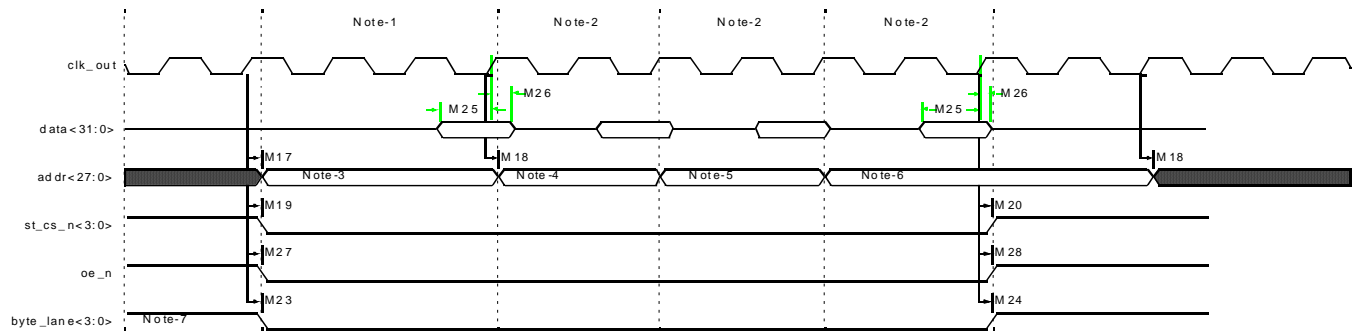 Note-1 Note-2 Note-2 Note-2
clk_out
M26 M26
M25 M25
data<31:0>
M17 M18 M18
addr<27:0> Note-3 Note-4 Note-5 Note-6
M19 M20
st_cs_n<3:0>
M27 M28
oe_n
M23 M24
byte_lane<3:0> Note-7